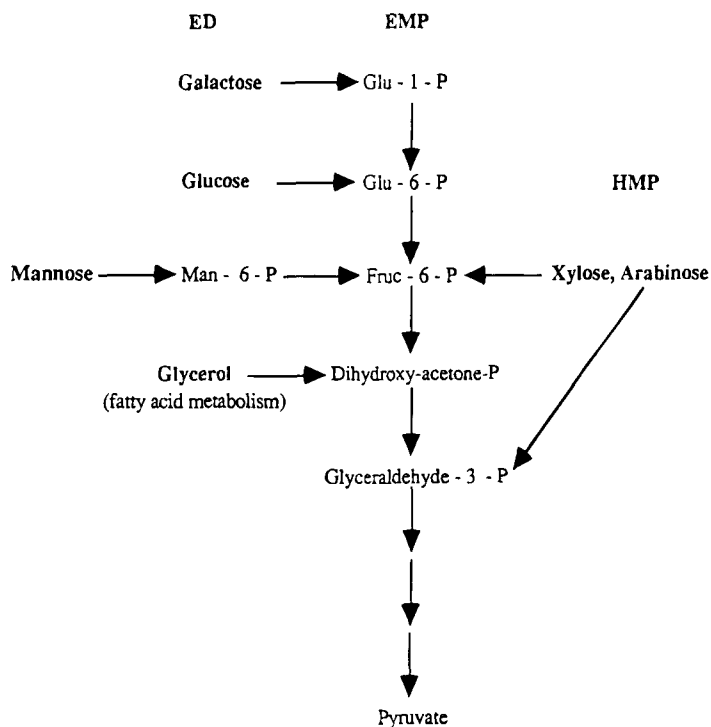 ED EMP
Galactose Glu - 1 - P
Glucose Glu - 6 - P HMP
Mannose Man - 6 - P Fruc - 6 - P Xylose, Arabinose
Glycerol Dihydroxy-acetone-P
(fatty acid metabolism)
Glyceraldehyde - 3 - P
Pyruvate